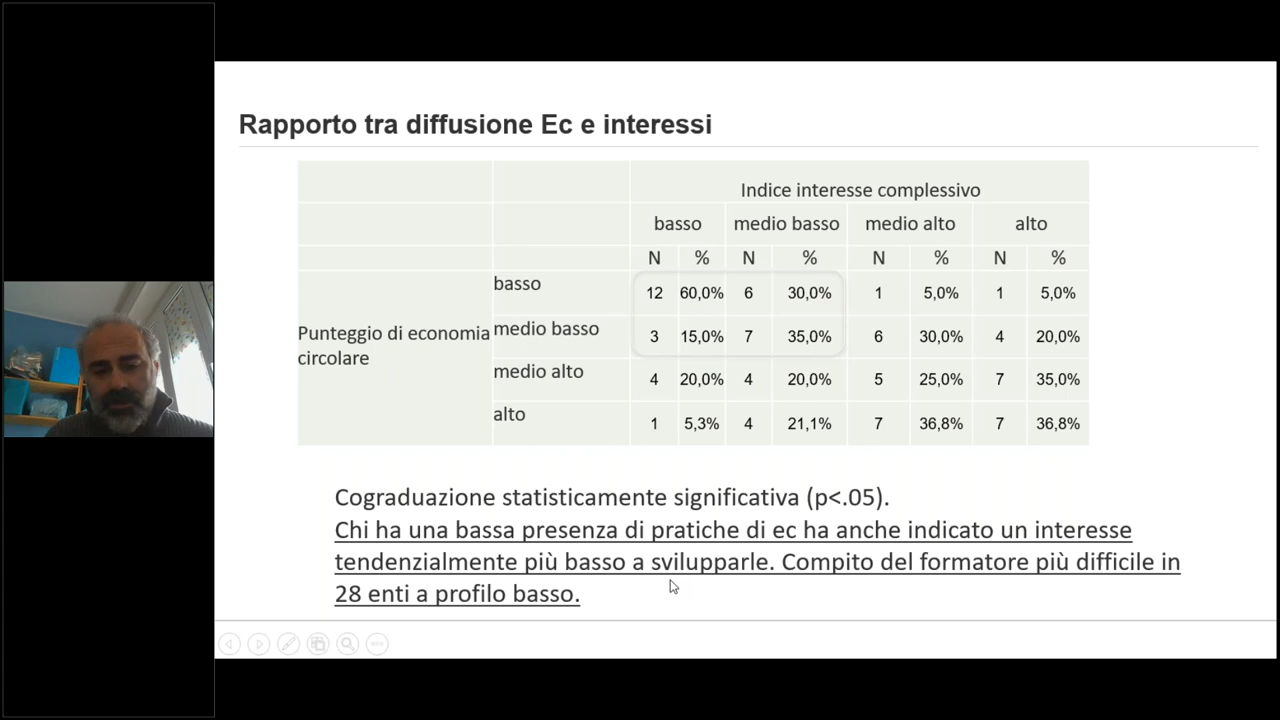 Rapporto tra diffusione Ec e interessi
Indice interesse complessivo
basso medio basso medio alto alto
N % N % N % N %
Punteggio di economia circolare
basso 12 60,0% 6 30,0% 1 5,0% 1 5,0%
medio basso 3 15,0% 7 35,0% 6 30,0% 4 20,0%
medio alto 4 20,0% 4 20,0% 5 25,0% 7 35,0%
alto 1 5,3% 4 21,1% 7 36,8% 7 36,8%
Cograduazione statisticamente significativa (p<.05).
Chi ha una bassa presenza di pratiche di ec ha anche indicato un interesse
tendenzialmente più basso a svilupparle. Compito del formatore più difficile in
28 enti a profilo basso.